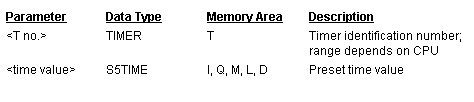 Parameter Data Type Memory Area Description
<T no.> TIMER T Timer identification number;
range depends on CPU
<time value> S5TIME I, Q, M, L, D Preset time value